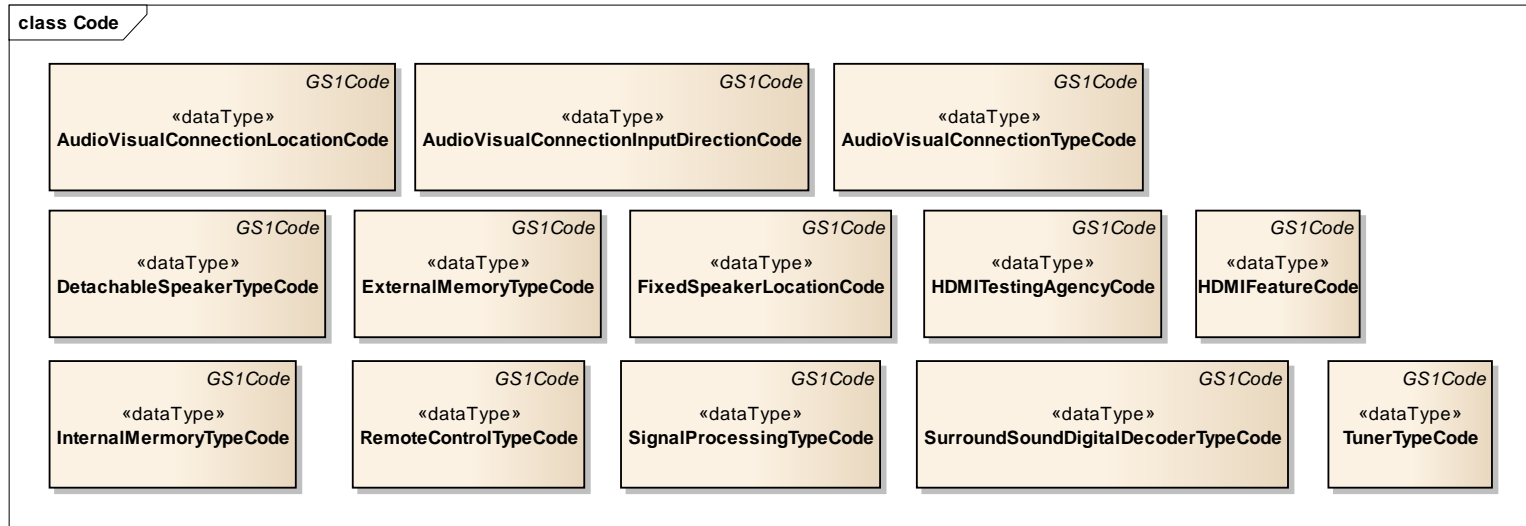 class Code
GS1Code GS1Code GS1Code
«dataType» «dataType» «dataType»
AudioVisualConnectionLocationCode AudioVisualConnectionInputDirectionCode AudioVisualConnectionTypeCode
GS1Code GS1Code GS1Code GS1Code GS1Code
«dataType» «dataType» «dataType» «dataType» «dataType»
DetachableSpeakerTypeCode ExternalMemoryTypeCode FixedSpeakerLocationCode HDMITestingAgencyCode HDMIFeatureCode
GS1Code GS1Code GS1Code GS1Code GS1Code
«dataType» «dataType» «dataType» «dataType» «dataType»
InternalMermoryTypeCode RemoteControlTypeCode SignalProcessingTypeCode SurroundSoundDigitalDecoderTypeCode TunerTypeCode